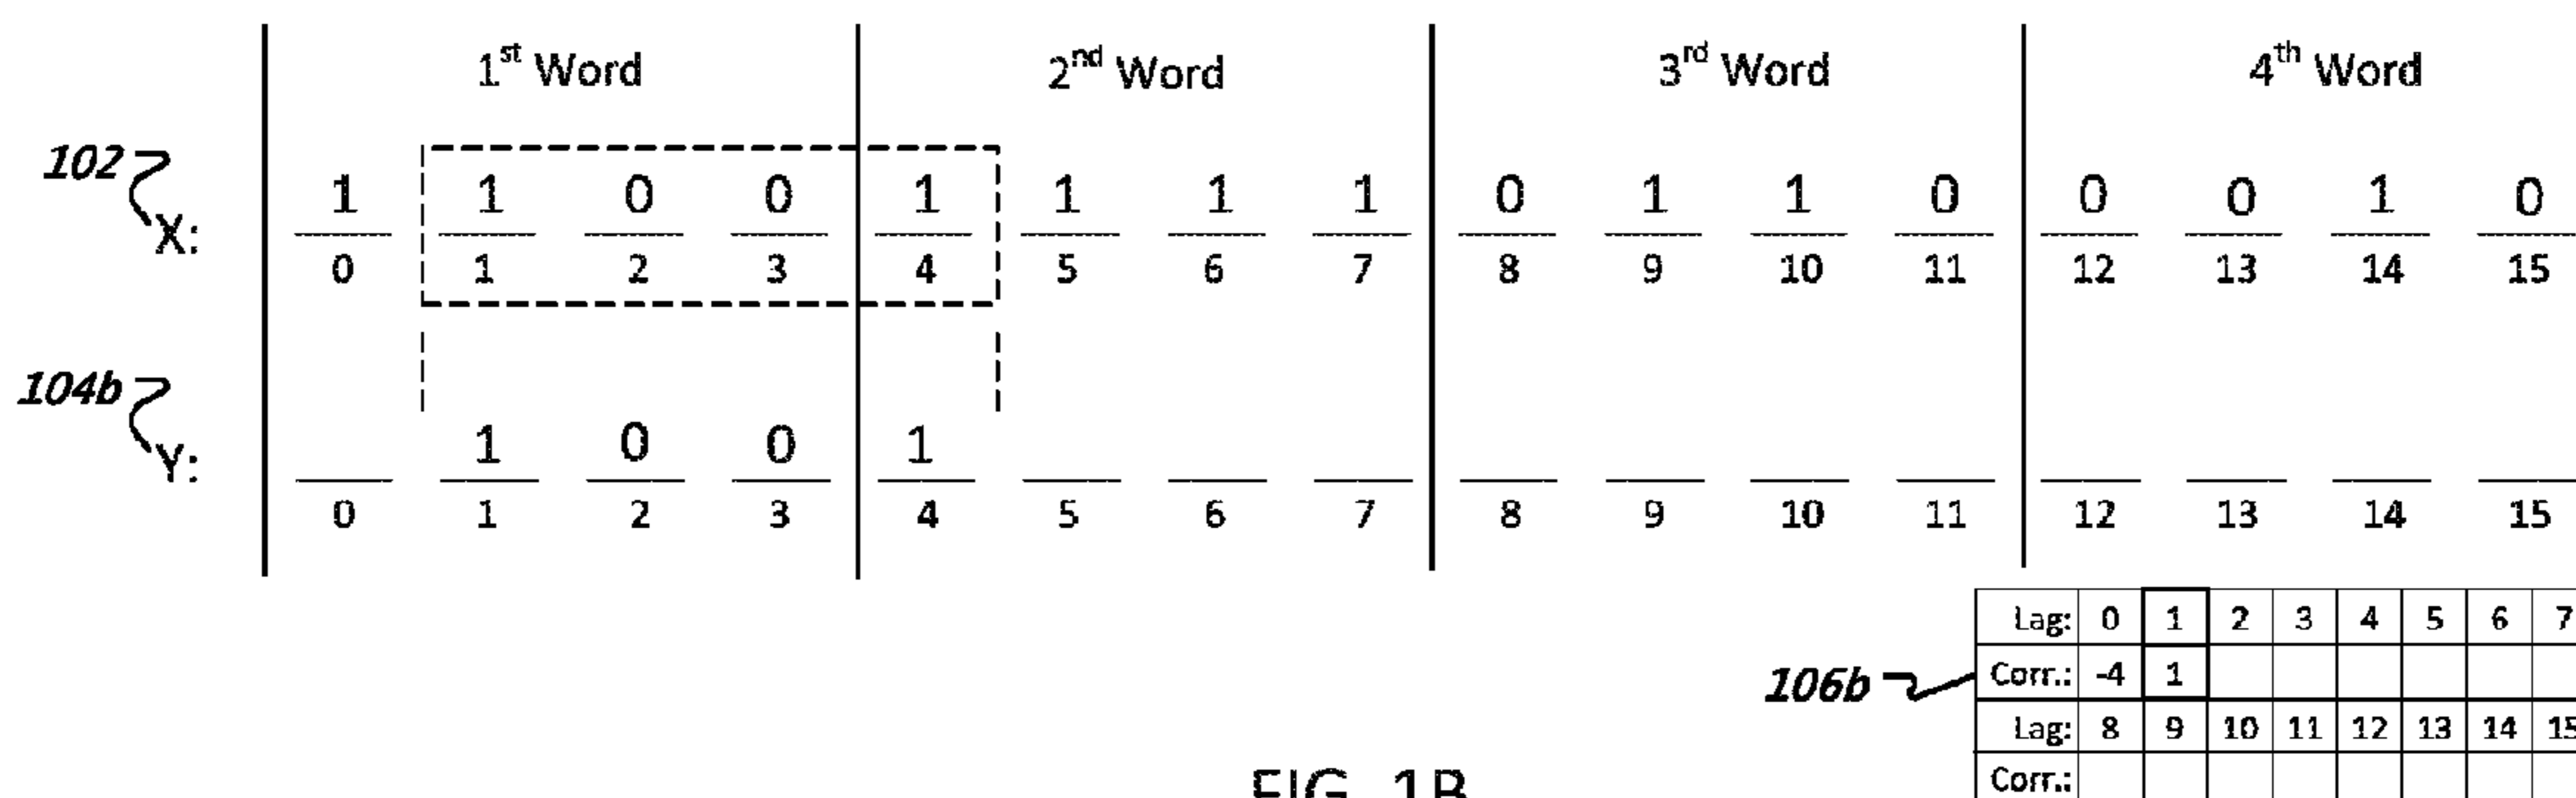 1st Word 2nd Word 3rd Word 4th Word
102
X: 1 1 0 0 1 1 1 1 0 1 1 0 0 0 1 0
0 1 2 3 4 5 6 7 8 9 10 11 12 13 14 15
104b
Y: 1 0 0 1
0 1 2 3 4 5 6 7 8 9 10 11 12 13 14 15
Lag: 0 1 2 3 4 5 6 7
106b Corr.: -4 1
Lag: 8 9 10 11 12 13 14 15
Corr.:
FIG. 1B